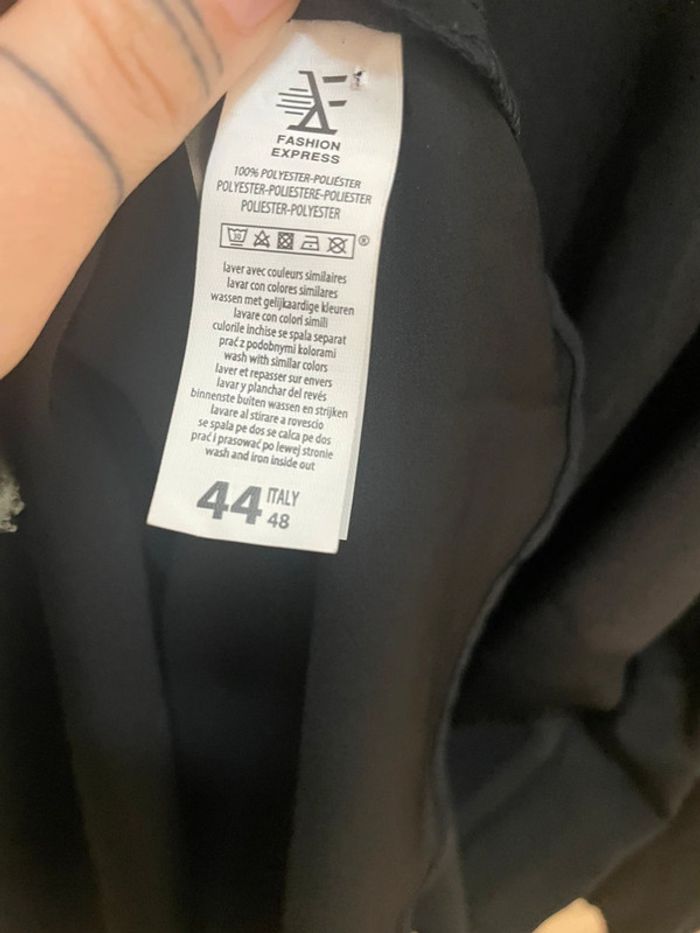 FASHION
EXPRESS
100% POLYESTER-POLIÉSTER
POLYESTER-POLIESTERE-POLIESTER
POLIESTER-POLYESTER
30
®
laver avec couleurs similaires
lavar con colores similares
wassen met gelijkaardige kleuren
lavare con colori simili
culorile inchise se spala separat
prać z podobnymi kolorami
wash with similar colors
laver et repasser sur envers
lavar y planchar del revés
binnenste buiten wassen en strijken
lavare al stirare a rovescio
se spala pe dos se calca pe dos
prać i prasować po lewej stronie
wash and iron inside out
44 ITALY
48